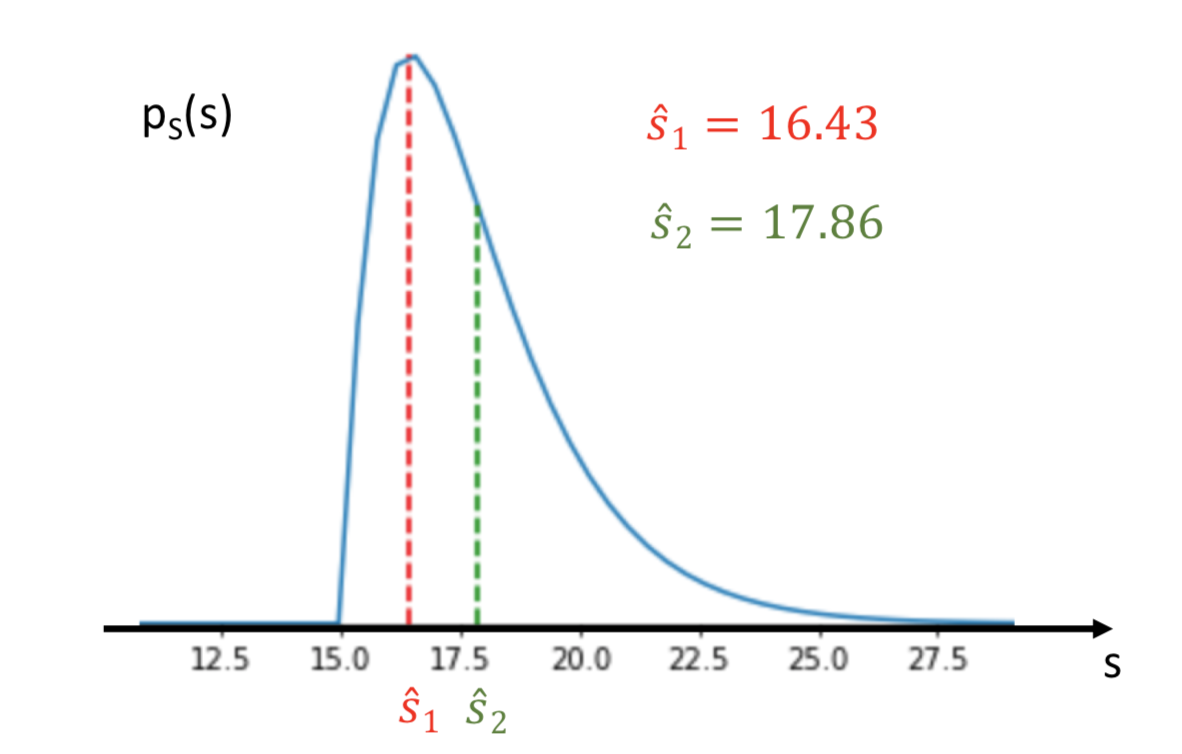 pₛ(s)
ŝ₁ = 16.43
ŝ₂ = 17.86
12.5 15.0 17.5 20.0 22.5 25.0 27.5
s
ŝ₁ ŝ₂